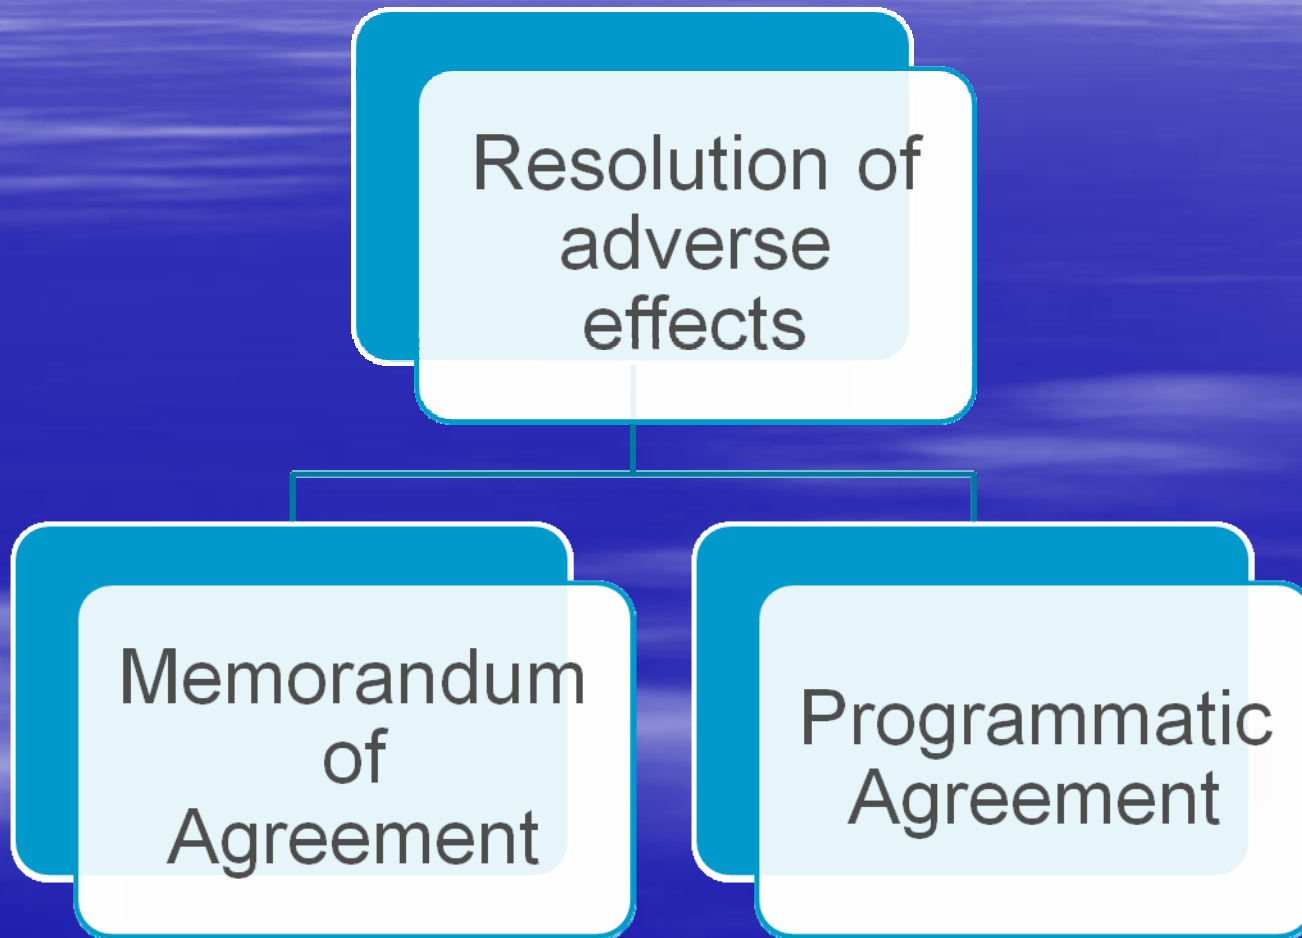 Resolution of
adverse
effects
Memorandum
of
Agreement
Programmatic
Agreement